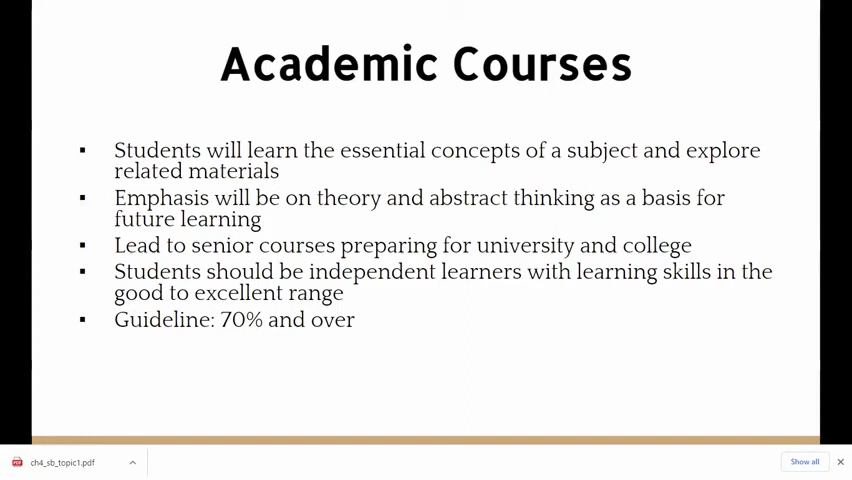 Academic Courses
▪ Students will learn the essential concepts of a subject and explore
related materials
▪ Emphasis will be on theory and abstract thinking as a basis for
future learning
▪ Lead to senior courses preparing for university and college
▪ Students should be independent learners with learning skills in the
good to excellent range
▪ Guideline: 70% and over
PDF ch4_sb_topic1.pdf
Show all